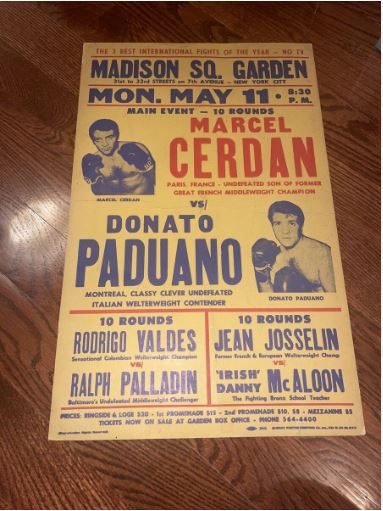 THE 3 BEST INTERNATIONAL FIGHTS OF THE YEAR - NO TV
MADISON SQ. GARDEN
31st to 33rd STREETS on 7th AVENUE - NEW YORK CITY
MON. MAY 11 • 8:30 P.M.
MAIN EVENT - 10 ROUNDS
MARCEL
CERDAN
MARCEL CERDAN
PARIS, FRANCE - UNDEFEATED SON OF FORMER
GREAT FRENCH MIDDLEWEIGHT CHAMPION
VS/
DONATO
PADUANO
MONTREAL, CLASSY CLEVER UNDEFEATED
ITALIAN WELTERWEIGHT CONTENDER
DONATO PADUANO
10 ROUNDS
RODRIGO VALDES
Sensational Colombian Welterweight Champion
VS/
RALPH PALLADIN
Baltimore's Undefeated Middleweight Challenger
10 ROUNDS
JEAN JOSSELIN
Former French & European Welterweight Champ
VS/
'IRISH' DANNY McALOON
The Fighting Bronx School Teacher
PRICES: RINGSIDE & LOGE $20 - 1st PROMENADE $15 - 2nd PROMENADE $10, $8 - MEZZANINE $5
TICKETS NOW ON SALE AT GARDEN BOX OFFICE - PHONE 564-4400